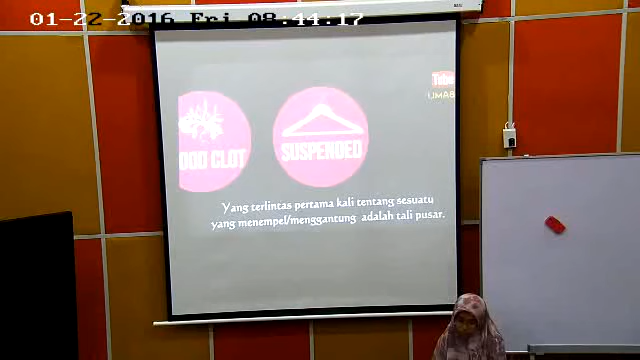 01-22-2016 Fri 08:44:17
Tube
OOD CLOT
SUSPENDED
Yang terlintas pertama kali tentang sesuatu
yang menempel/menggantung adalah tali pusar.